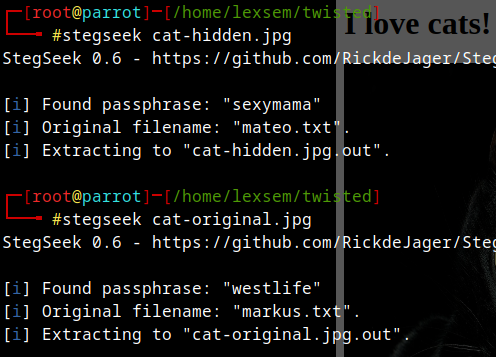 ┌─[root@parrot]─[/home/lexsem/twisted]
I love cats!
└──╼ #stegseek cat-hidden.jpg
StegSeek 0.6 - https://github.com/RickdeJager/Steg
[i] Found passphrase: "sexymama"
[i] Original filename: "mateo.txt".
[i] Extracting to "cat-hidden.jpg.out".
┌─[root@parrot]─[/home/lexsem/twisted]
└──╼ #stegseek cat-original.jpg
StegSeek 0.6 - https://github.com/RickdeJager/Steg
[i] Found passphrase: "westlife"
[i] Original filename: "markus.txt".
[i] Extracting to "cat-original.jpg.out".